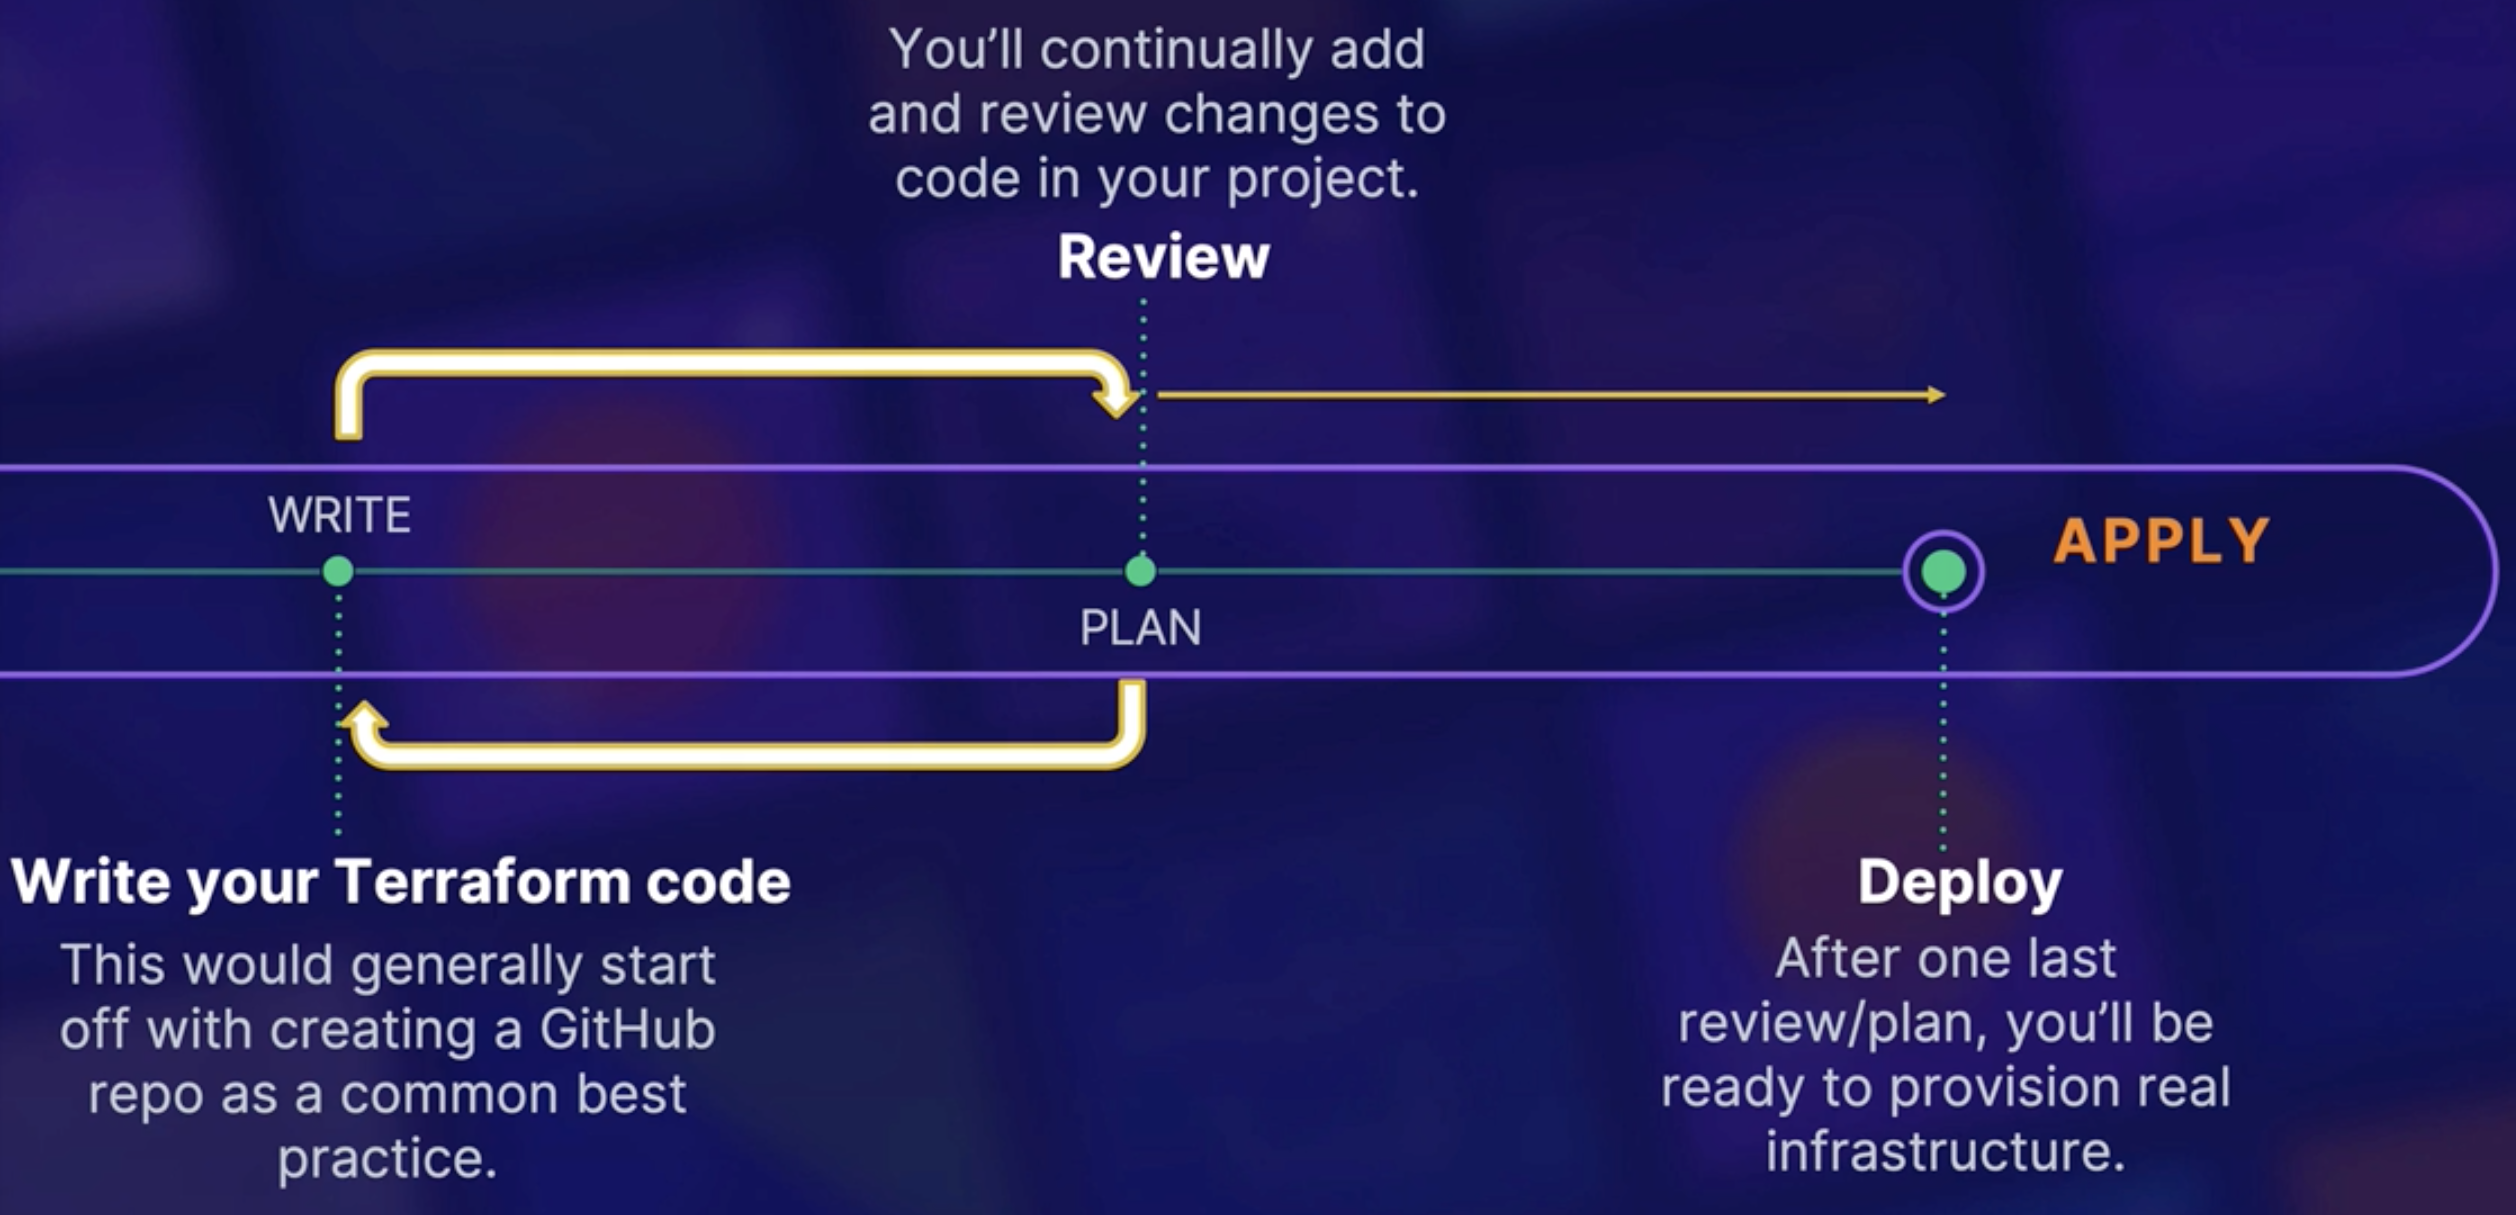 You’ll continually add
and review changes to
code in your project.
Review
WRITE
PLAN
APPLY
Write your Terraform code
This would generally start
off with creating a GitHub
repo as a common best
practice.
Deploy
After one last
review/plan, you’ll be
ready to provision real
infrastructure.